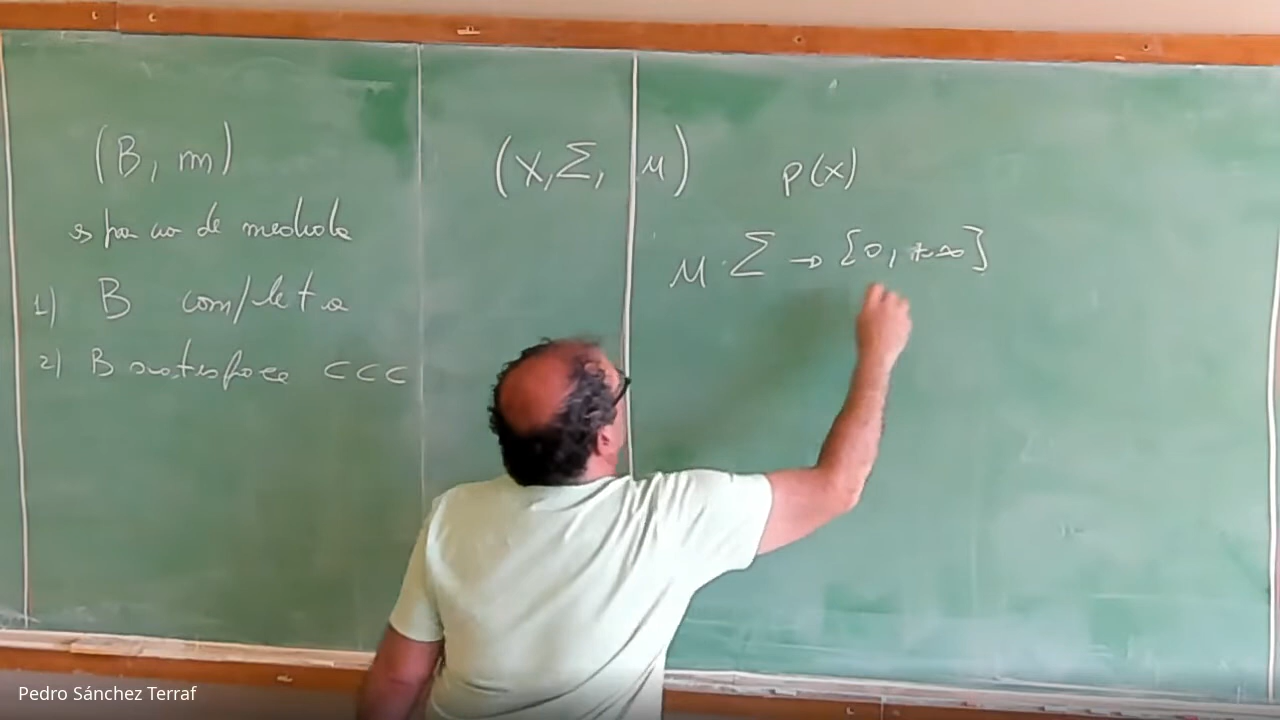 (B, m)
espacio de medida
1) B completa
2) B satisface CCC
(X, Σ, μ)
P(X)
μ: Σ → [0, +∞]
Pedro Sánchez Terraf